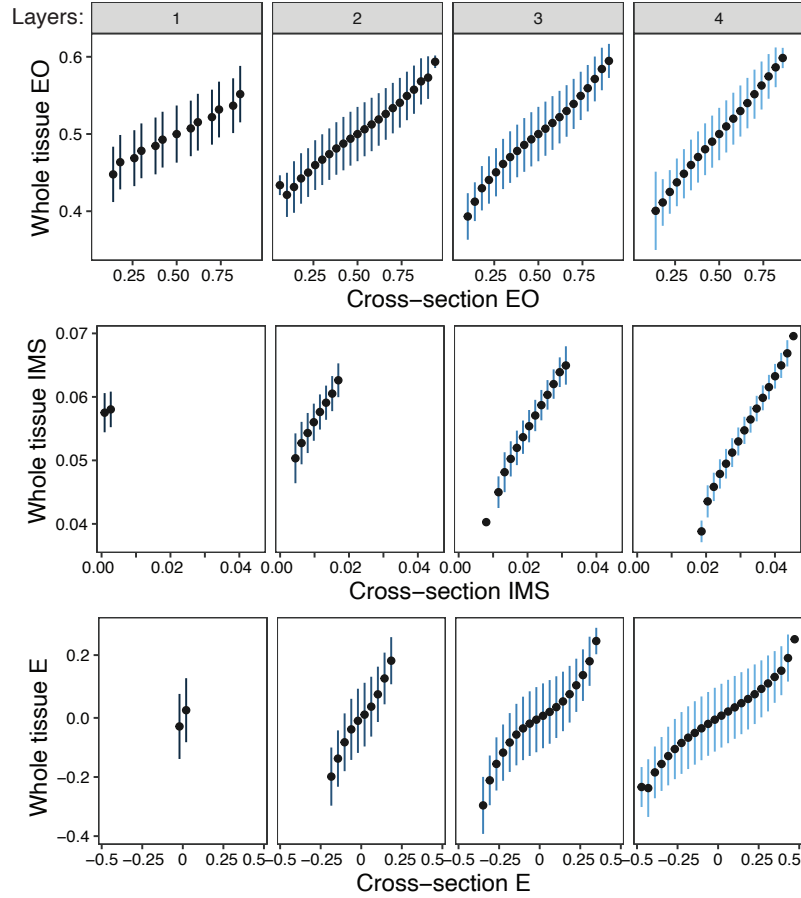 Layers: 1 2 3 4
Whole tissue EO
0.6
0.5
0.4
0.25 0.50 0.75 0.25 0.50 0.75 0.25 0.50 0.75 0.25 0.50 0.75
Cross-section EO
Whole tissue IMS
0.07
0.06
0.05
0.04
0.00 0.02 0.04 0.00 0.02 0.04 0.00 0.02 0.04 0.00 0.02 0.04
Cross-section IMS
Whole tissue E
0.2
0.0
−0.2
−0.4
−0.5 −0.25 0 0.25 0.5 −0.25 0 0.25 0.5 −0.25 0 0.25 −0.5 −0.25 0 0.25 0.5
Cross-section E